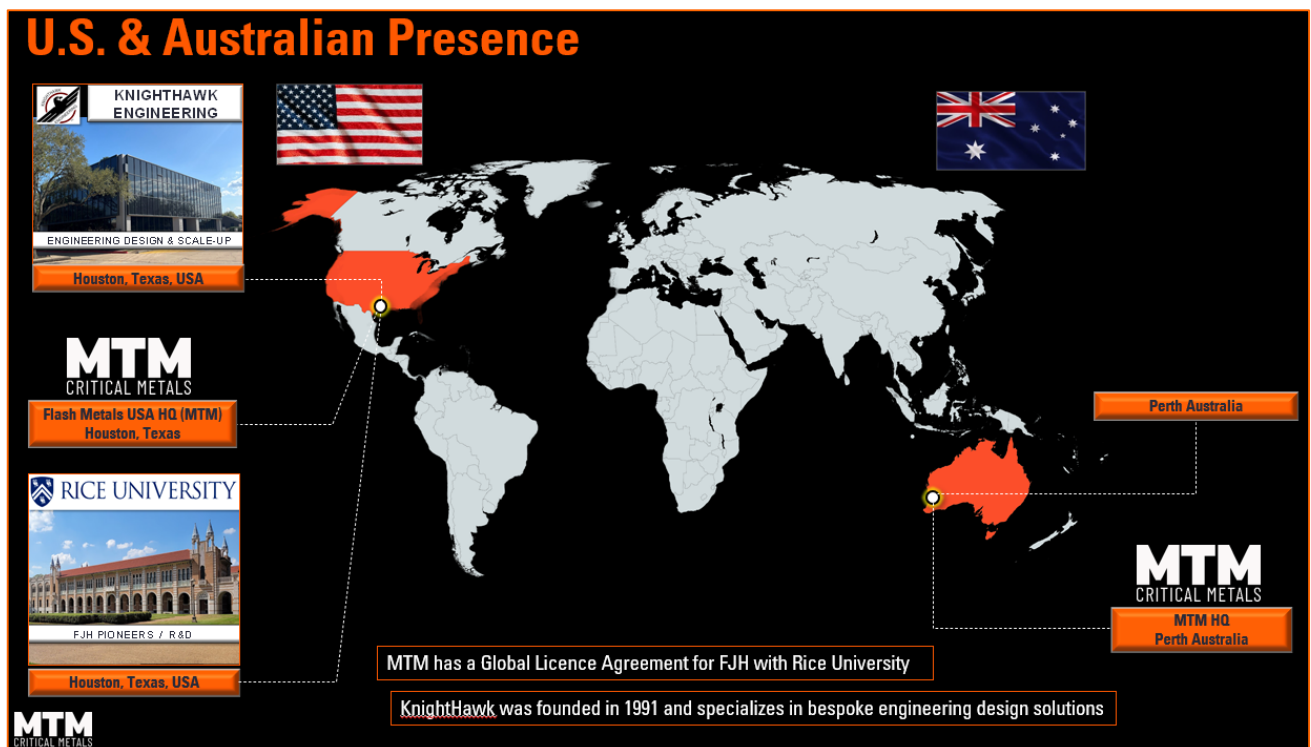 U.S. & Australian Presence
KNIGHTHAWK
ENGINEERING
ENGINEERING DESIGN & SCALE-UP
Houston, Texas, USA
MTM
CRITICAL METALS
Flash Metals USA HQ (MTM)
Houston, Texas
RICE UNIVERSITY
FJH PIONEERS / R&D
Houston, Texas, USA
Perth Australia
MTM
CRITICAL METALS
MTM HQ
Perth Australia
MTM has a Global Licence Agreement for FJH with Rice University
KnightHawk was founded in 1991 and specializes in bespoke engineering design solutions
MTM
CRITICAL METALS